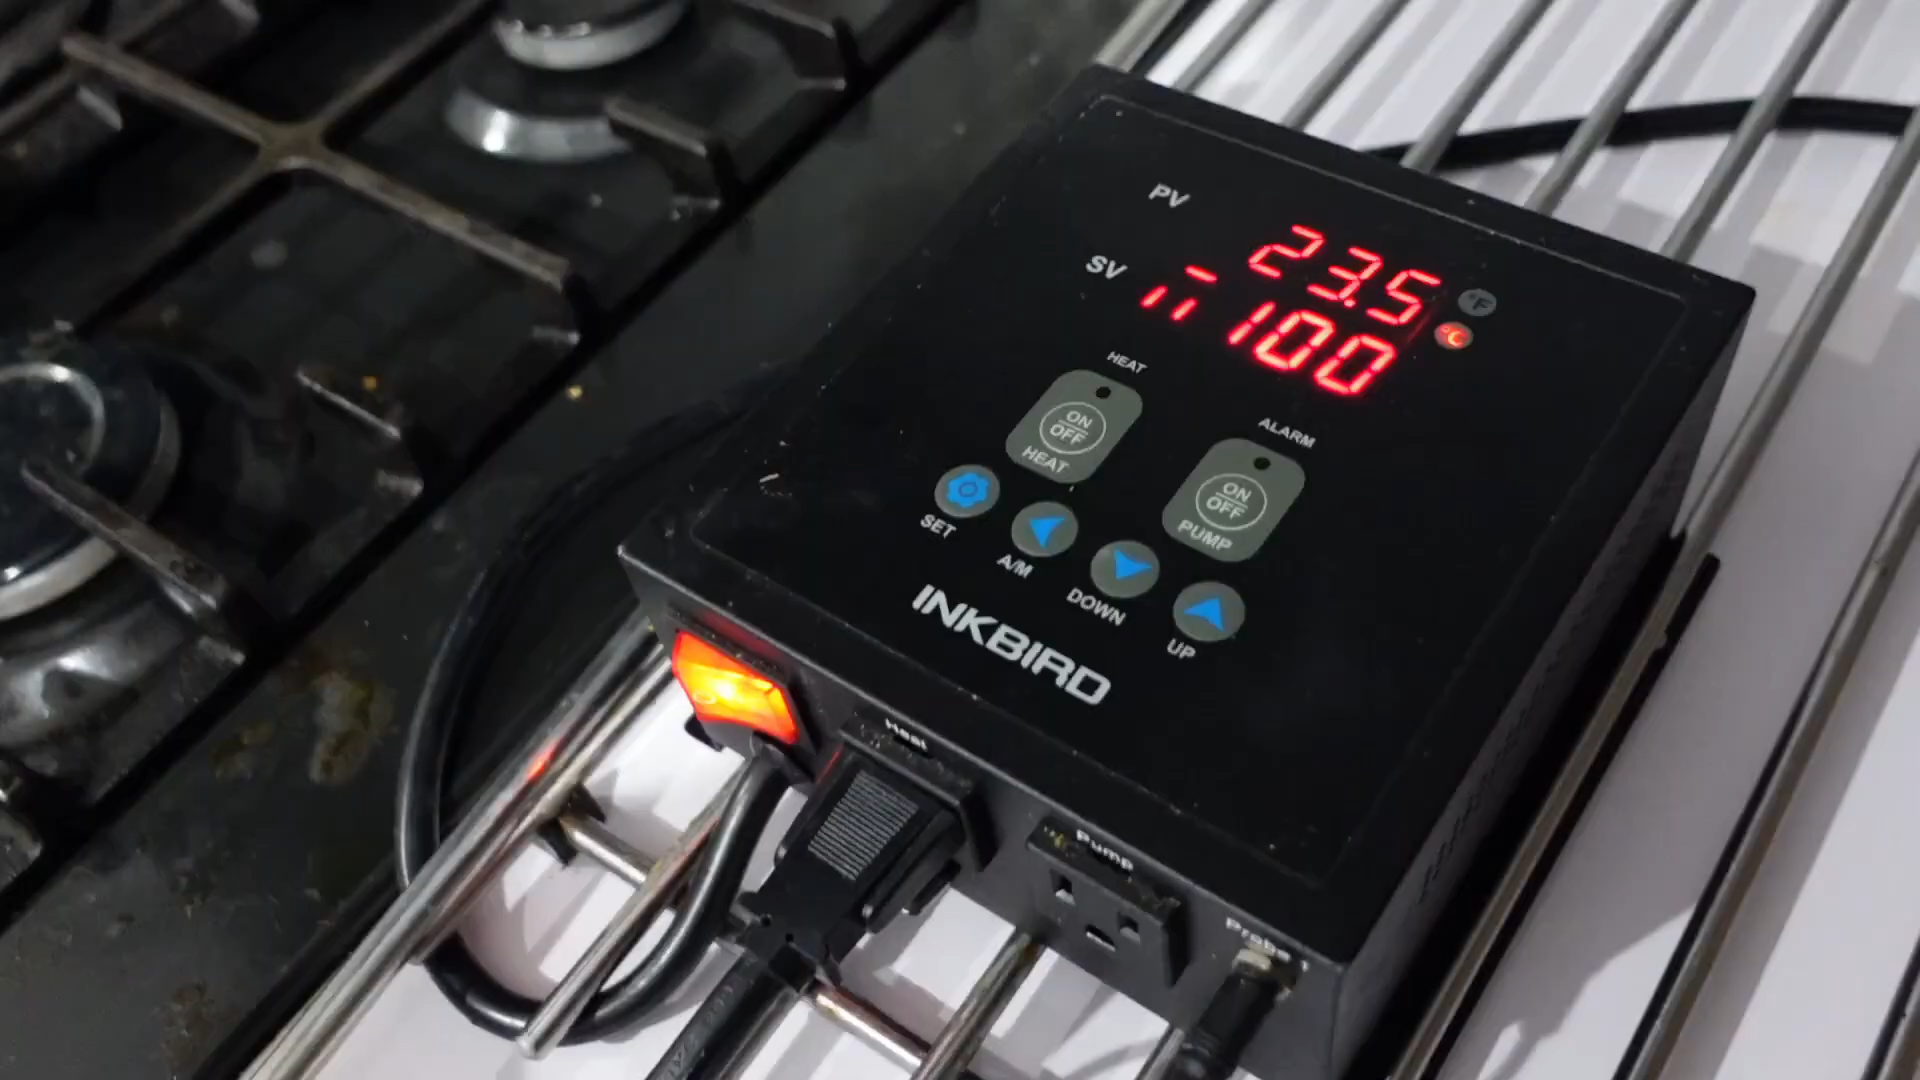 PV
23.5
°F
SV
100
°C
HEAT
ON
OFF
HEAT
ALARM
ON
OFF
PUMP
SET
A/M
DOWN
UP
INKBIRD
Heat
Pump
Probe 1